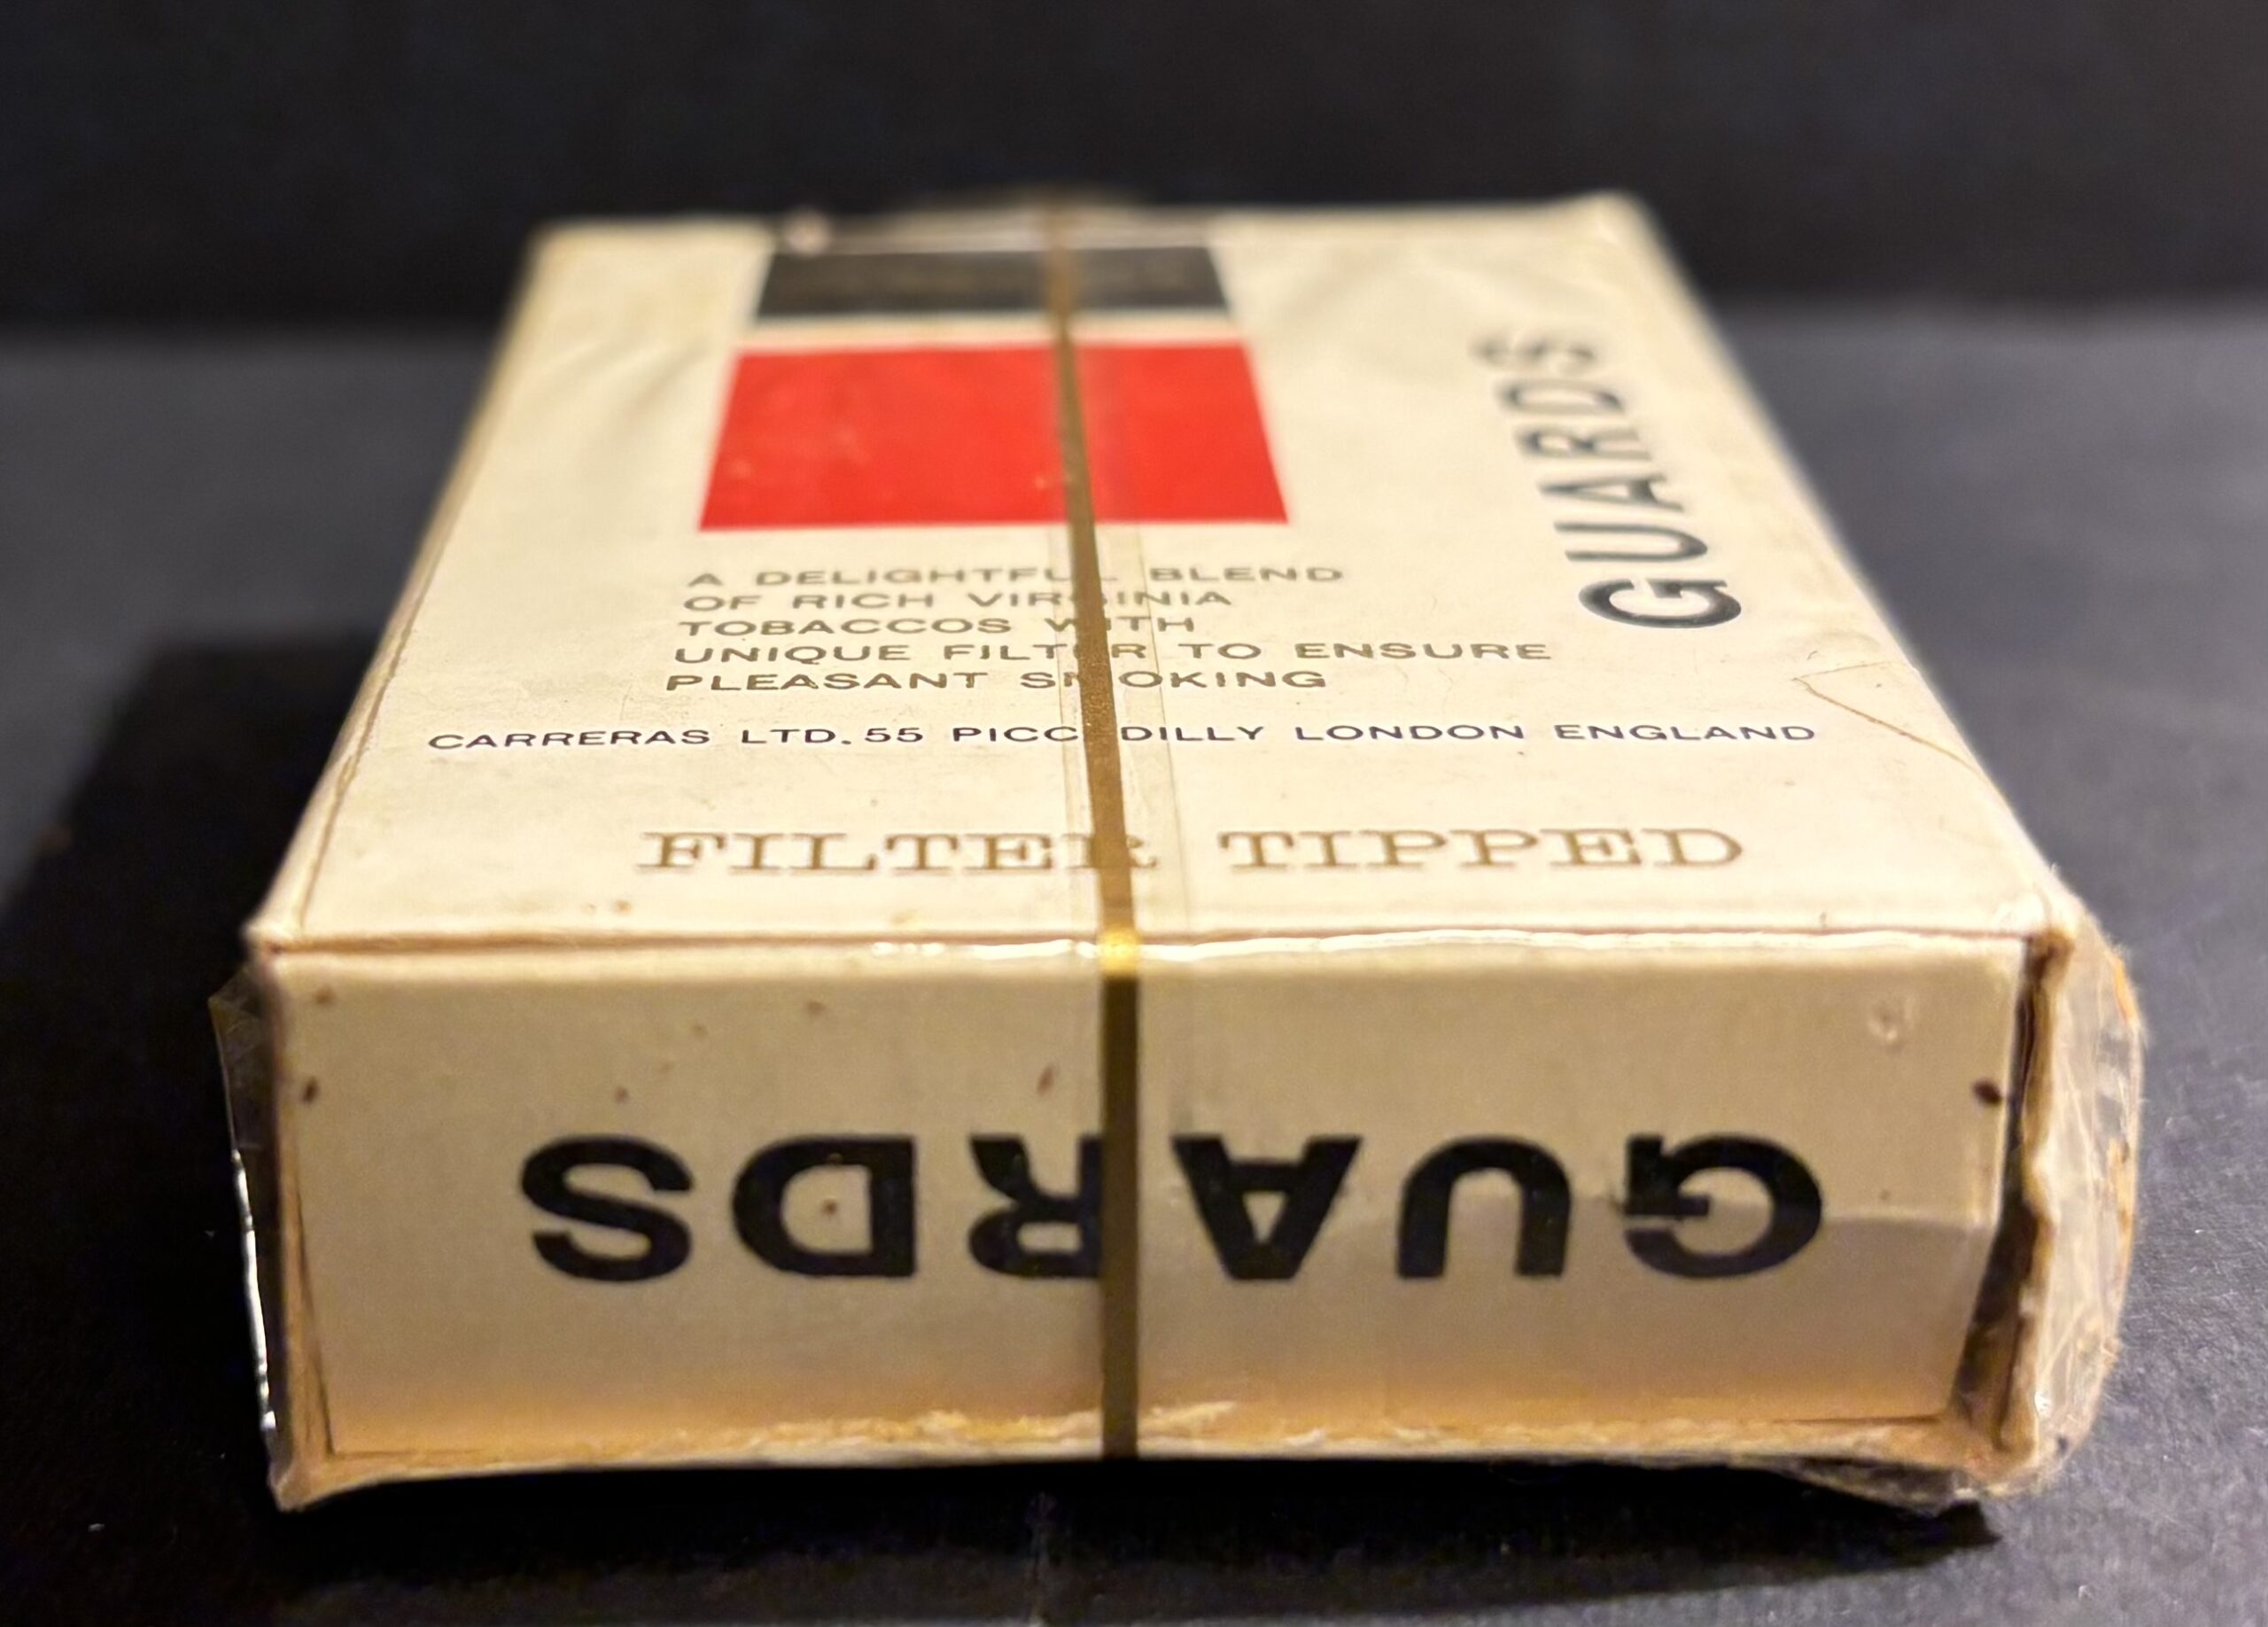 GUARDS
A DELIGHTFUL BLEND
OF RICH VIRGINIA
TOBACCOS WITH
UNIQUE FILTER TO ENSURE
PLEASANT SMOKING
CARRERAS LTD. 55 PICCADILLY LONDON ENGLAND
FILTER TIPPED
GUARDS